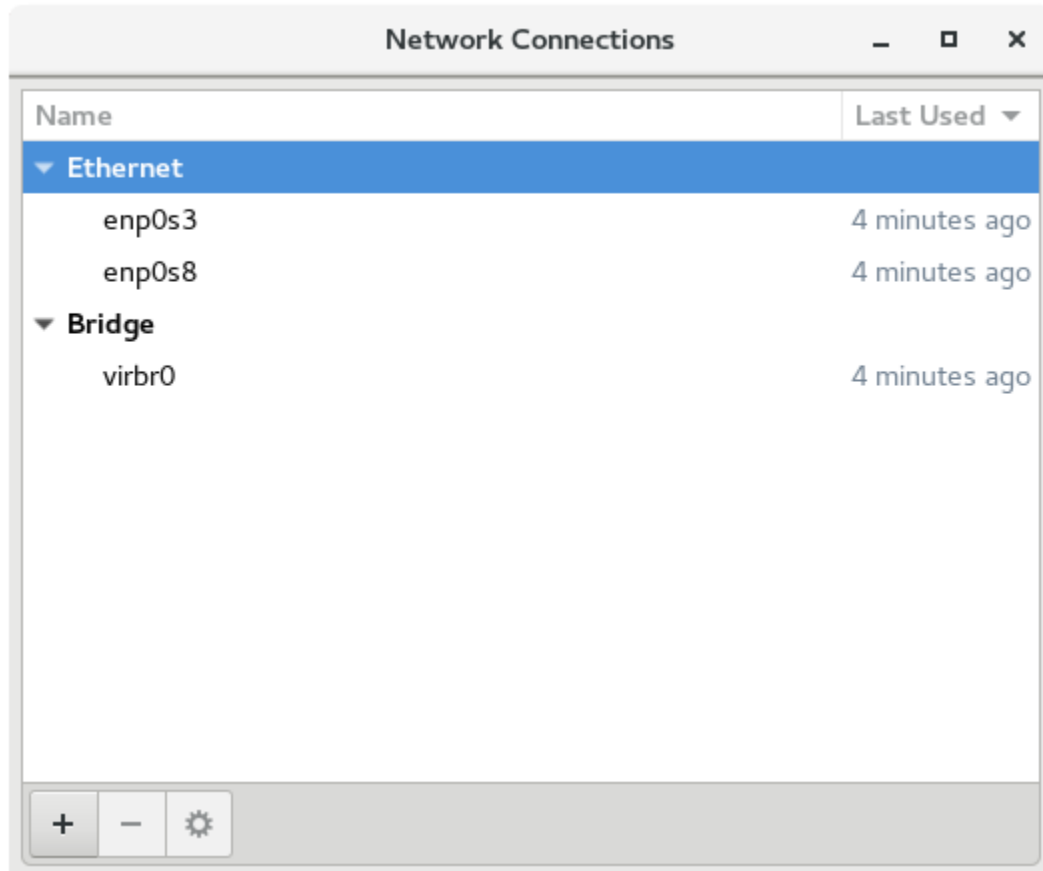 Network Connections
Name Last Used
Ethernet
enp0s3 4 minutes ago
enp0s8 4 minutes ago
Bridge
virbr0 4 minutes ago